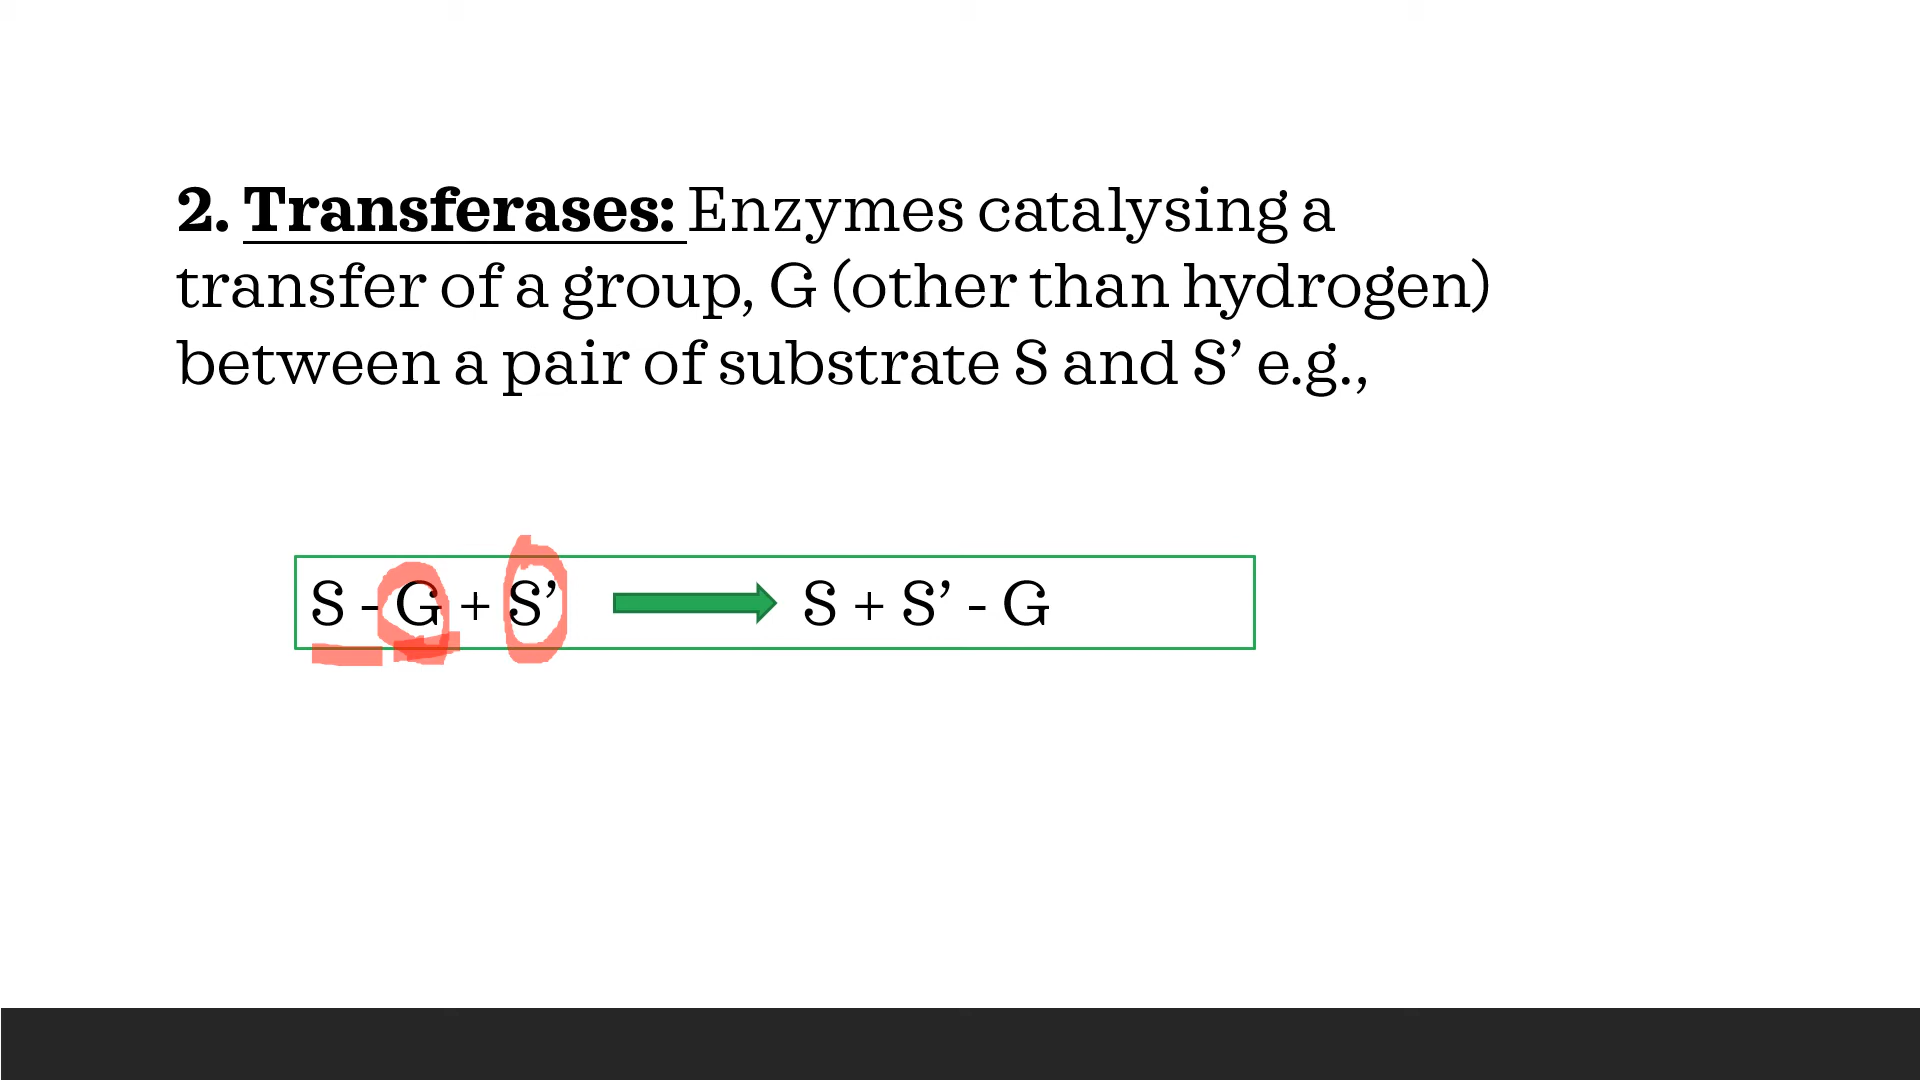 2. Transferases: Enzymes catalysing a
transfer of a group, G (other than hydrogen)
between a pair of substrate S and S’ e.g.,
S - G + S’ S + S’ - G